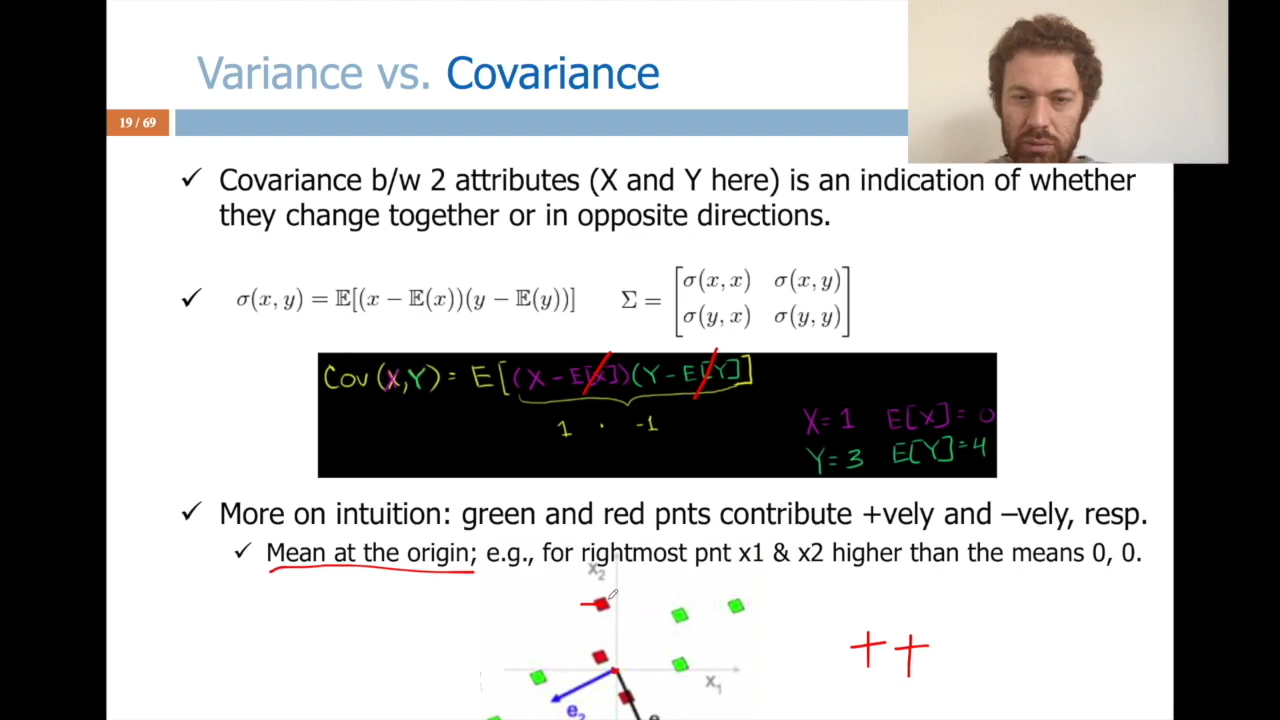 Variance vs. Covariance
19 / 69
✓ Covariance b/w 2 attributes (X and Y here) is an indication of whether
they change together or in opposite directions.
✓ σ(x, y) = 𝔼[(x − 𝔼(x))(y − 𝔼(y))] Σ = [σ(x, x) σ(x, y)
σ(y, x) σ(y, y)]
Cov(X,Y) = E[(X - E[X])(Y - E[Y])]
1 · -1
X=1 E[X]=0
Y=3 E[Y]=4
✓ More on intuition: green and red pnts contribute +vely and –vely, resp.
✓ Mean at the origin; e.g., for rightmost pnt x1 & x2 higher than the means 0, 0.
x₂
++
x₁
e₂